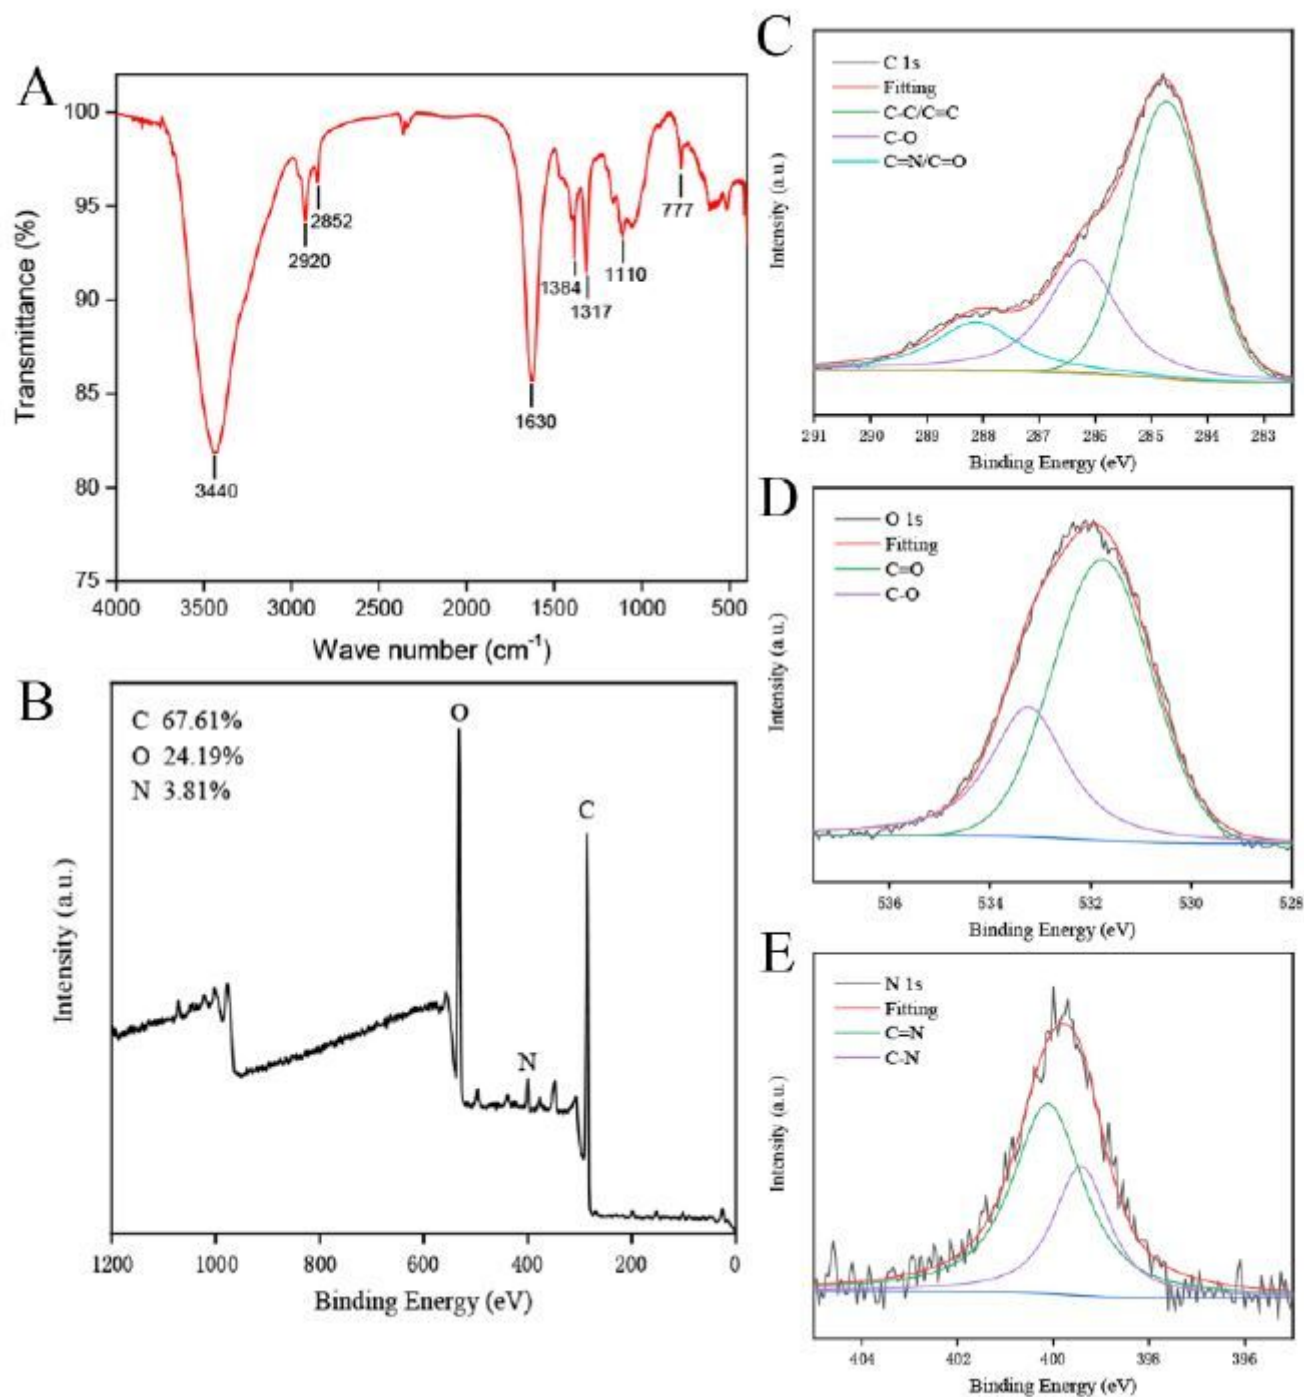 A
Transmittance (%)
100
95
90
85
80
75
3440
2920
2852
1630
1384
1317
1110
777
4000 3500 3000 2500 2000 1500 1000 500
Wave number (cm⁻¹)
B
C 67.61%
O 24.19%
N 3.81%
O
C
N
Intensity (a.u.)
1200 1000 800 600 400 200 0
Binding Energy (eV)
C
C 1s
Fitting
C-C/C=C
C-O
C=N/C=O
Intensity (a.u.)
291 290 289 288 287 286 285 284 283
Binding Energy (eV)
D
O 1s
Fitting
C=O
C-O
Intensity (a.u.)
536 534 532 530 528
Binding Energy (eV)
E
N 1s
Fitting
C=N
C-N
Intensity (a.u.)
404 402 400 398 396
Binding Energy (eV)